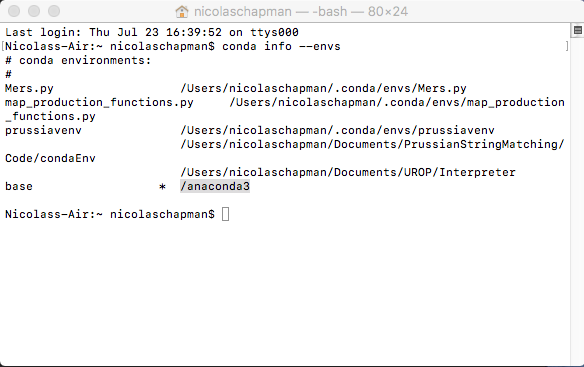 nicolaschapman — -bash — 80×24
Last login: Thu Jul 23 16:39:52 on ttys000
[Nicolass-Air:~ nicolaschapman$ conda info --envs ]
# conda environments:
#
Mers.py /Users/nicolaschapman/.conda/envs/Mers.py
map_production_functions.py /Users/nicolaschapman/.conda/envs/map_production
_functions.py
prussiavenv /Users/nicolaschapman/.conda/envs/prussiavenv
/Users/nicolaschapman/Documents/PrussianStringMatching/
Code/condaEnv
/Users/nicolaschapman/Documents/UROP/Interpreter
base * /anaconda3
Nicolass-Air:~ nicolaschapman$